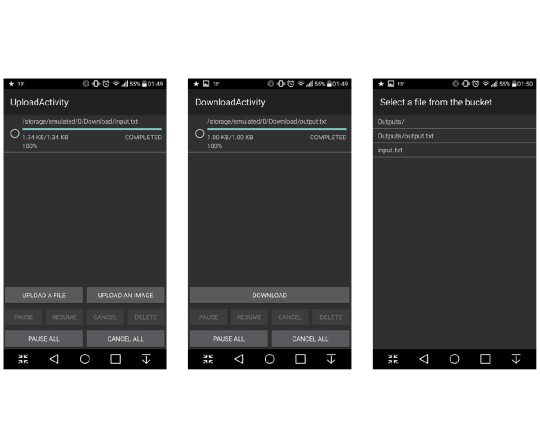 13° 55% 01:49
UploadActivity
/storage/emulated/0/Download/input.txt
1.34 KB/1.34 KB COMPLETED
100%
UPLOAD A FILE UPLOAD AN IMAGE
PAUSE RESUME CANCEL DELETE
PAUSE ALL CANCEL ALL
13° 55% 01:49
DownloadActivity
/storage/emulated/0/Download/output.txt
1.00 KB/1.00 KB COMPLETED
100%
DOWNLOAD
PAUSE RESUME CANCEL DELETE
PAUSE ALL CANCEL ALL
13° 55% 01:50
Select a file from the bucket
Outputs/
Outputs/output.txt
input.txt